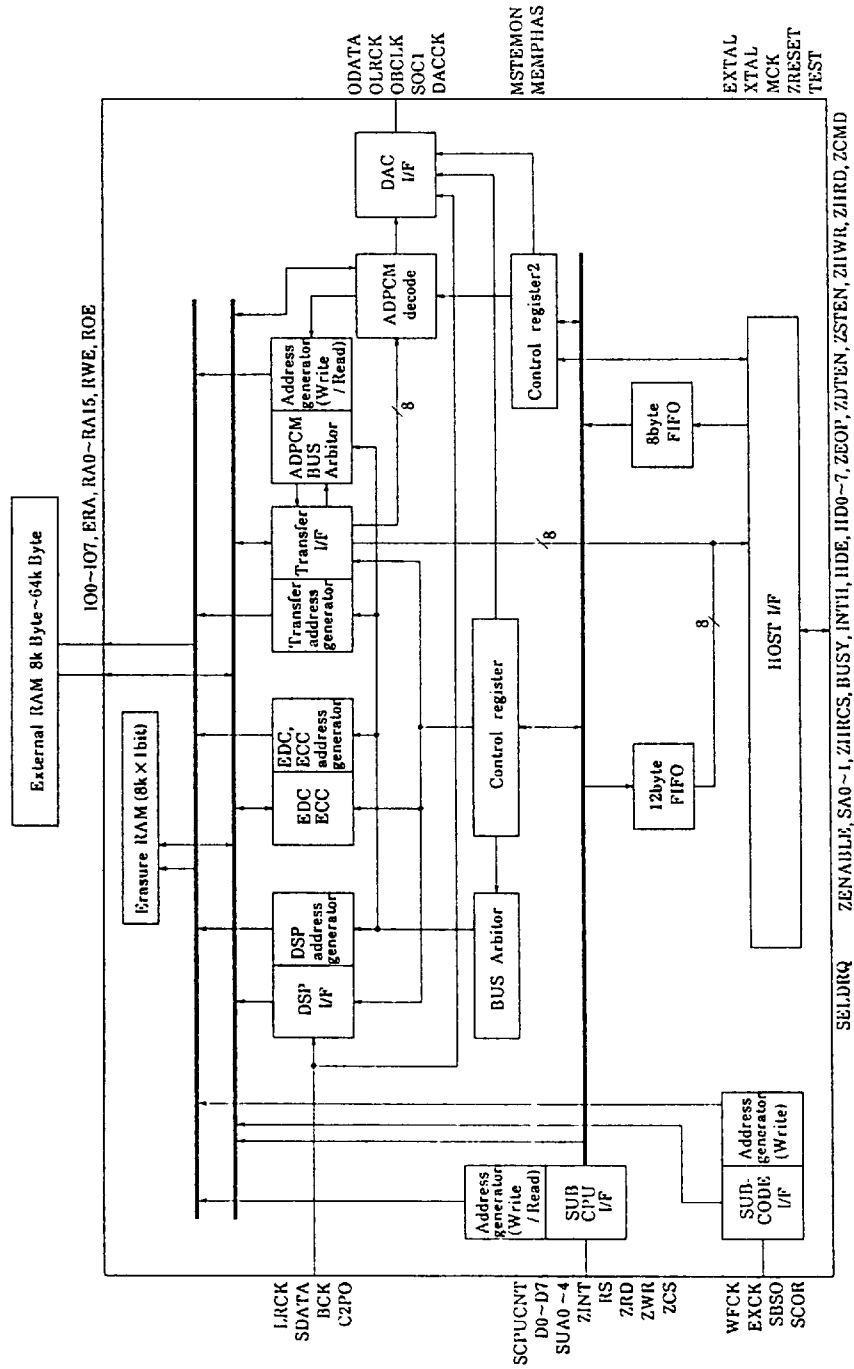 External RAM 8k Byte~64k Byte
IO0~IO7, ERA, RA0~RA15, RWE, ROE
Erasure RAM (8k×1bit)
LRCK
SDATA
BCK
C2PO
DSP
I/F
DSP
address
generator
EDC
ECC
EDC,
ECC
address
generator
Transfer
address
generator
Transfer
I/F
ADPCM
BUS
Arbitor
Address
generator
(Write
/Read)
ADPCM
decode
DAC
I/F
ODATA
OLRCK
OBCLK
SOC1
DACCK
8
BUS Arbitor
Control register
8
Control register2
MSTEMON
MEMPHAS
Address
generator
(Write
/Read)
SUB
CPU
I/F
SCPUCNT
D0~D7
SUA0~4
ZINT
RS
ZRD
ZWR
ZCS
12byte
FIFO
8
8byte
FIFO
WFCK
EXCK
SBSO
SCOR
SUB-
CODE
I/F
Address
generator
(Write)
HOST I/F
EXTAL
XTAL
MCK
ZRESET
TEST
SELDRQ
ZENABLE, SA0~1, ZHRCS, BUSY, INTH, HDE, HD0~7, ZEOP, ZDTEN, ZSTEN, ZHWR, ZHRD, ZCMD